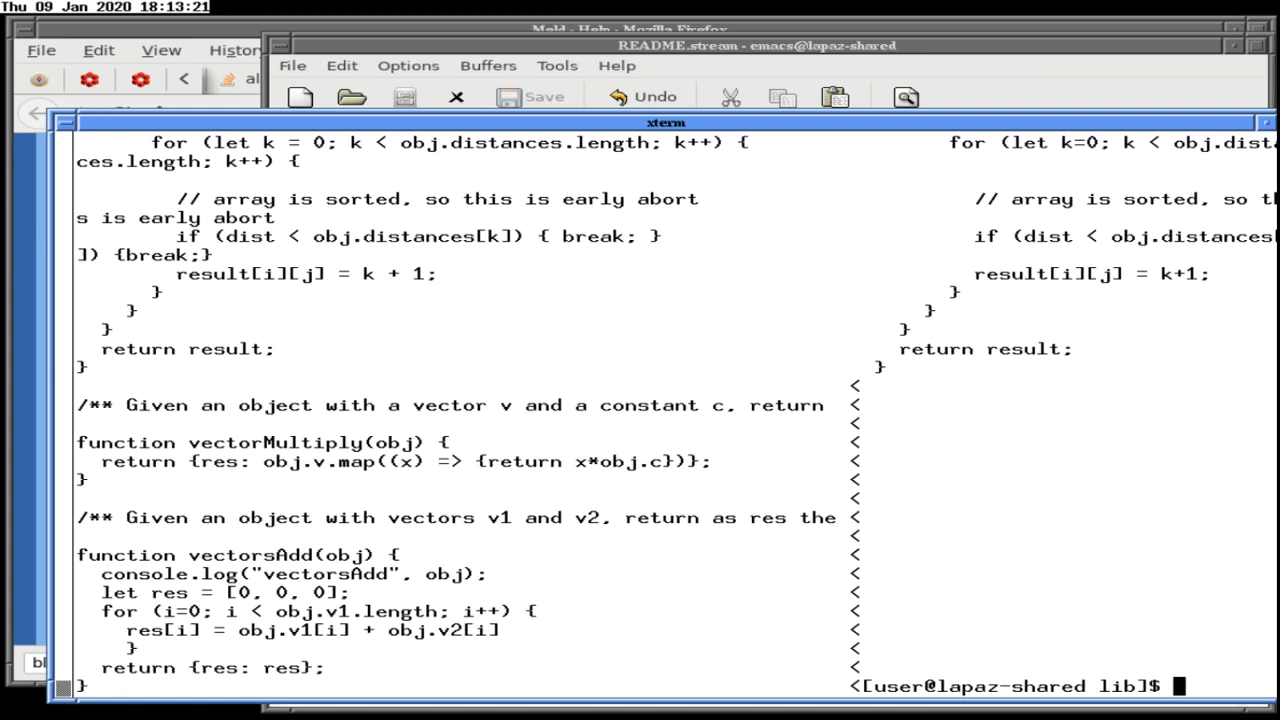 Thu 09 Jan 2020 18:13:21
Meld - Help - Mozilla Firefox
File Edit View Histor
README.stream - emacs@lapaz-shared
File Edit Options Buffers Tools Help
al
Save Undo
xterm
for (let k = 0; k < obj.distances.length; k++) { for (let k=0; k < obj.dista
ces.length; k++) {
// array is sorted, so this is early abort // array is sorted, so th
s is early abort
if (dist < obj.distances[k]) { break; } if (dist < obj.distances[
]) {break;}
result[i][j] = k + 1; result[i][j] = k+1;
} }
} }
} }
return result; return result;
} }
<
/** Given an object with a vector v and a constant c, return <
<
function vectorMultiply(obj) { <
return {res: obj.v.map((x) => {return x*obj.c})}; <
} <
<
/** Given an object with vectors v1 and v2, return as res the <
<
function vectorsAdd(obj) { <
console.log("vectorsAdd", obj); <
let res = [0, 0, 0]; <
for (i=0; i < obj.v1.length; i++) { <
res[i] = obj.v1[i] + obj.v2[i] <
} <
return {res: res}; <
} <[user@lapaz-shared lib]$
bl